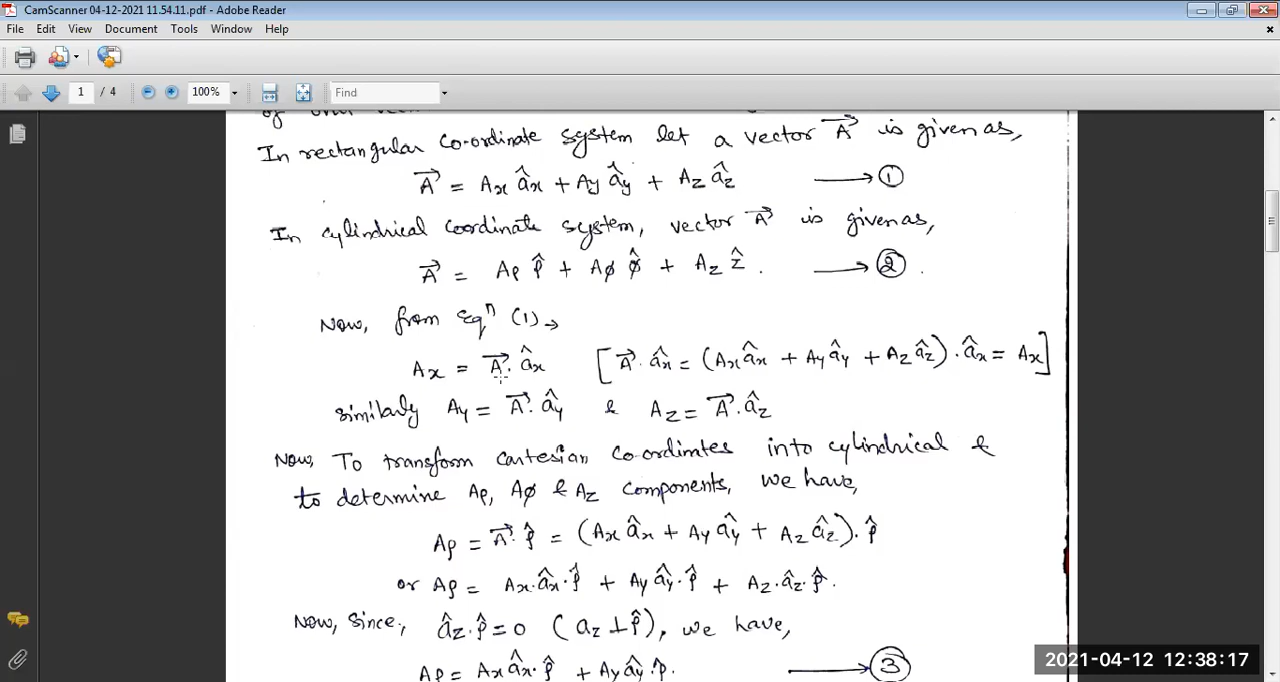 CamScanner 04-12-2021 11.54.11.pdf - Adobe Reader
File Edit View Document Tools Window Help
1 / 4 100% Find
In rectangular co-ordinate system let a vector A⃗ is given as,
A⃗ = Ax âx + Ay ây + Az âz ⟶ ①
In cylindrical coordinate system, vector A⃗ is given as,
A⃗ = Aρ ρ̂ + Aϕ ϕ̂ + Az ẑ . ⟶ ② .
Now, from Eqⁿ (1) →
Ax = A⃗. âx [A⃗. âx = (Ax âx + Ay ây + Az âz) . âx = Ax]
similarly Ay = A⃗. ây & Az = A⃗. âz
Now, To transform cartesian co-ordinates into cylindrical &
to determine Aρ, Aϕ & Az components, we have,
Aρ = A⃗. ρ̂ = (Ax âx + Ay ây + Az âz) . ρ̂
or Aρ = Ax. âx. ρ̂ + Ay ây. ρ̂ + Az. âz. ρ̂.
Now, since, âz. ρ̂ = 0 (az ⊥ ρ̂), we have,
Aρ = Ax âx. ρ̂ + Ay ây. ρ̂. ⟶ ③
2021-04-12 12:38:17